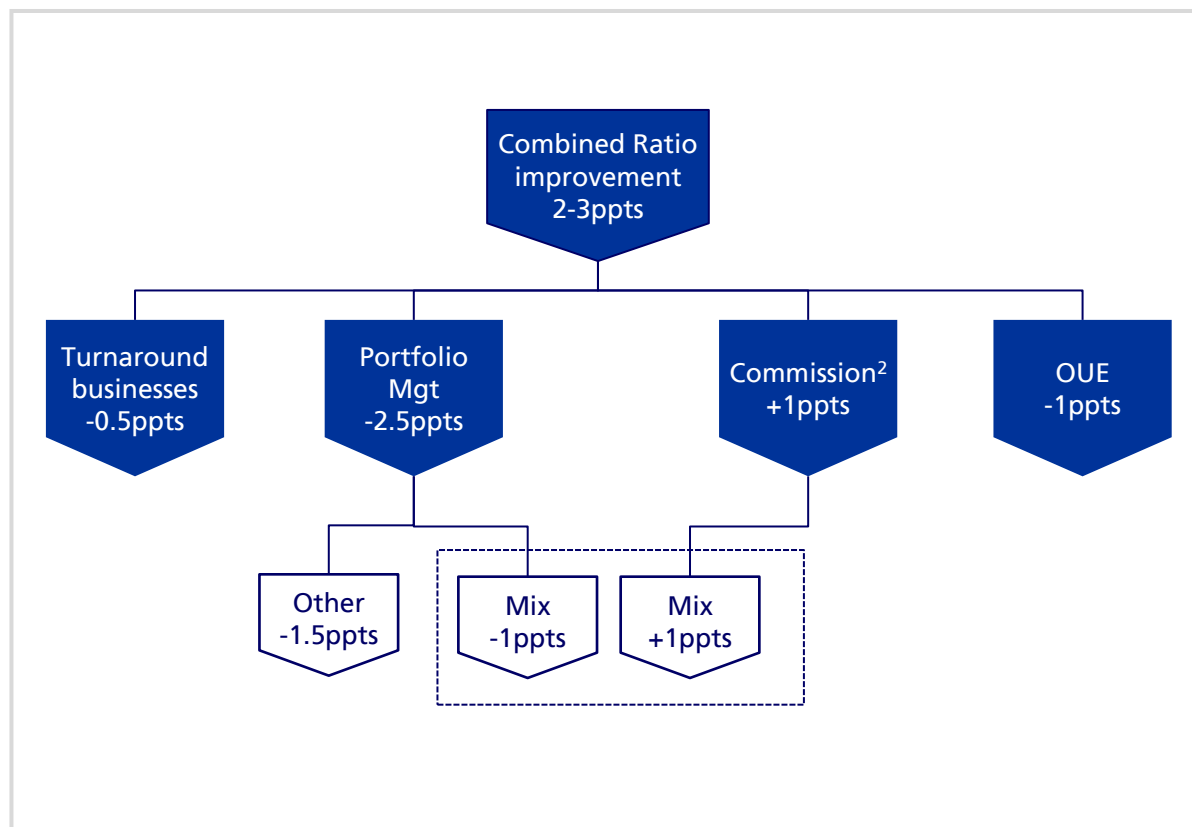 Combined Ratio
improvement
2-3ppts
Turnaround
businesses
-0.5ppts
Portfolio
Mgt
-2.5ppts
Commission²
+1ppts
OUE
-1ppts
Other
-1.5ppts
Mix
-1ppts
Mix
+1ppts